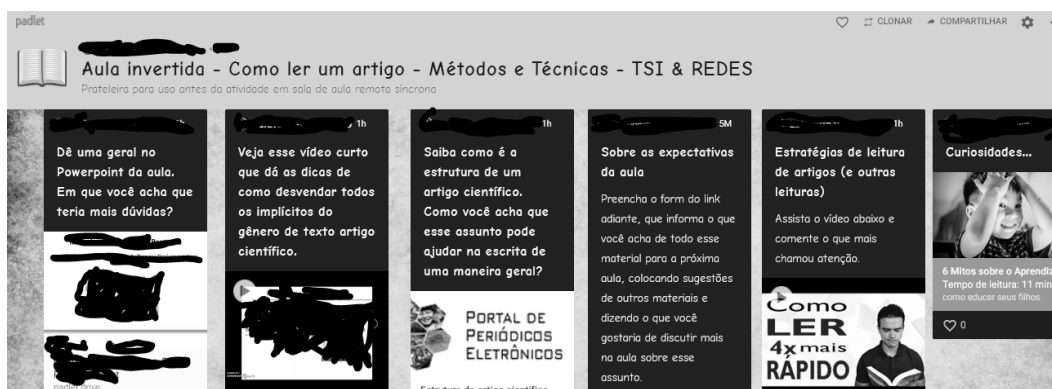 padlet
CLONAR
COMPARTILHAR
Aula invertida - Como ler um artigo - Métodos e Técnicas - TSI & REDES
Prateleira para uso antes da atividade em sala de aula remota síncrona
1h
Dê uma geral no
Powerpoint da aula.
Em que você acha que
teria mais dúvidas?
padlet drive
1h
Veja esse vídeo curto
que dá as dicas de
como desvendar todos
os implícitos do
gênero de texto artigo
científico.
1h
Saiba como é a
estrutura de um
artigo científico.
Como você acha que
esse assunto pode
ajudar na escrita de
uma maneira geral?
PORTAL DE
PERIÓDICOS
ELETRÔNICOS
Estrutura de artigo científico
5M
Sobre as expectativas
da aula
Preencha o form do link
adiante, que informa o que
você acha de todo esse
material para a próxima
aula, colocando sugestões
de outros materiais e
dizendo o que você
gostaria de discutir mais
na aula sobre esse
assunto.
1h
Estratégias de leitura
de artigos (e outras
leituras)
Assista o vídeo abaixo e
comente o que mais
chamou atenção.
Como
LER
4x mais
RÁPIDO
Curiosidades...
6 Mitos sobre o Aprendiz
Tempo de leitura: 11 min
como educar seus filhos
0